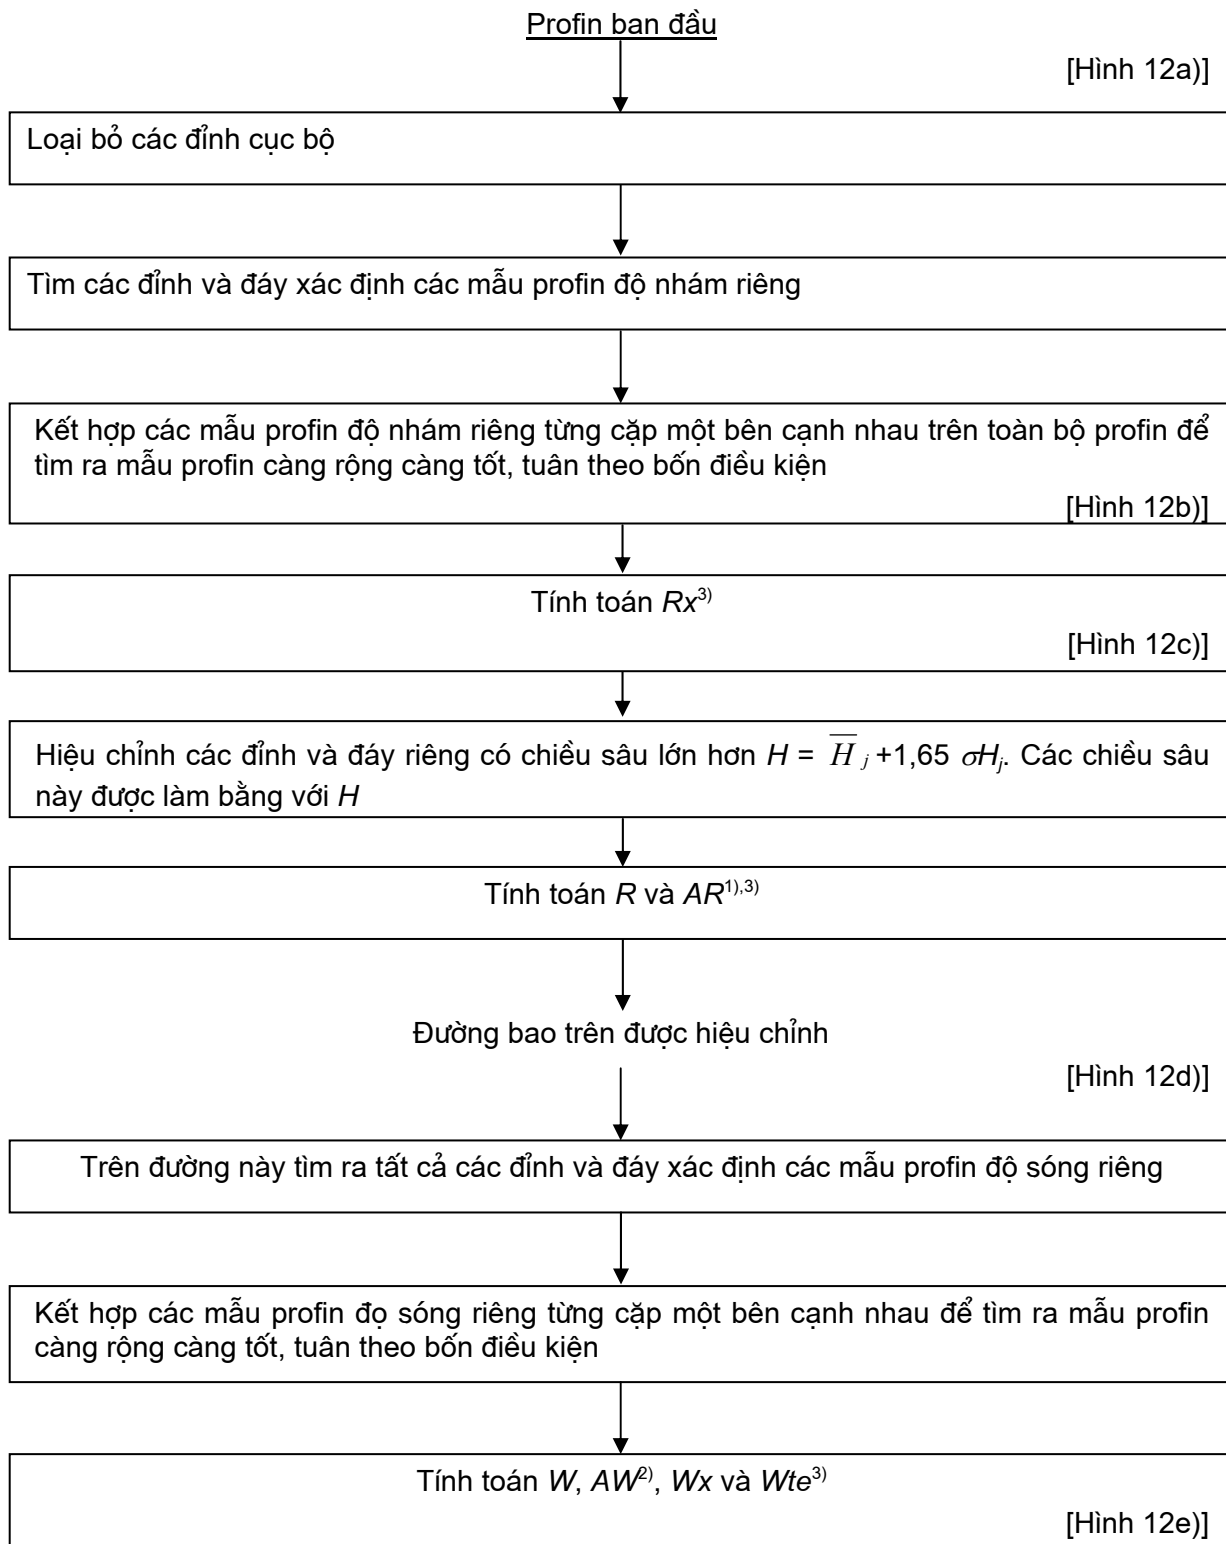 Profin ban đầu
[Hình 12a)]
Loại bỏ các đỉnh cục bộ
Tìm các đỉnh và đáy xác định các mẫu profin độ nhám riêng
Kết hợp các mẫu profin độ nhám riêng từng cặp một bên cạnh nhau trên toàn bộ profin để
tìm ra mẫu profin càng rộng càng tốt, tuân theo bốn điều kiện
[Hình 12b)]
Tính toán Rx³⁾
[Hình 12c)]
Hiệu chỉnh các đỉnh và đáy riêng có chiều sâu lớn hơn H = H̅ⱼ +1,65 σHⱼ. Các chiều sâu
này được làm bằng với H
Tính toán R và AR¹⁾,³⁾
Đường bao trên được hiệu chỉnh
[Hình 12d)]
Trên đường này tìm ra tất cả các đỉnh và đáy xác định các mẫu profin độ sóng riêng
Kết hợp các mẫu profin đọ sóng riêng từng cặp một bên cạnh nhau để tìm ra mẫu profin
càng rộng càng tốt, tuân theo bốn điều kiện
Tính toán W, AW²⁾, Wx và Wte³⁾
[Hình 12e)]